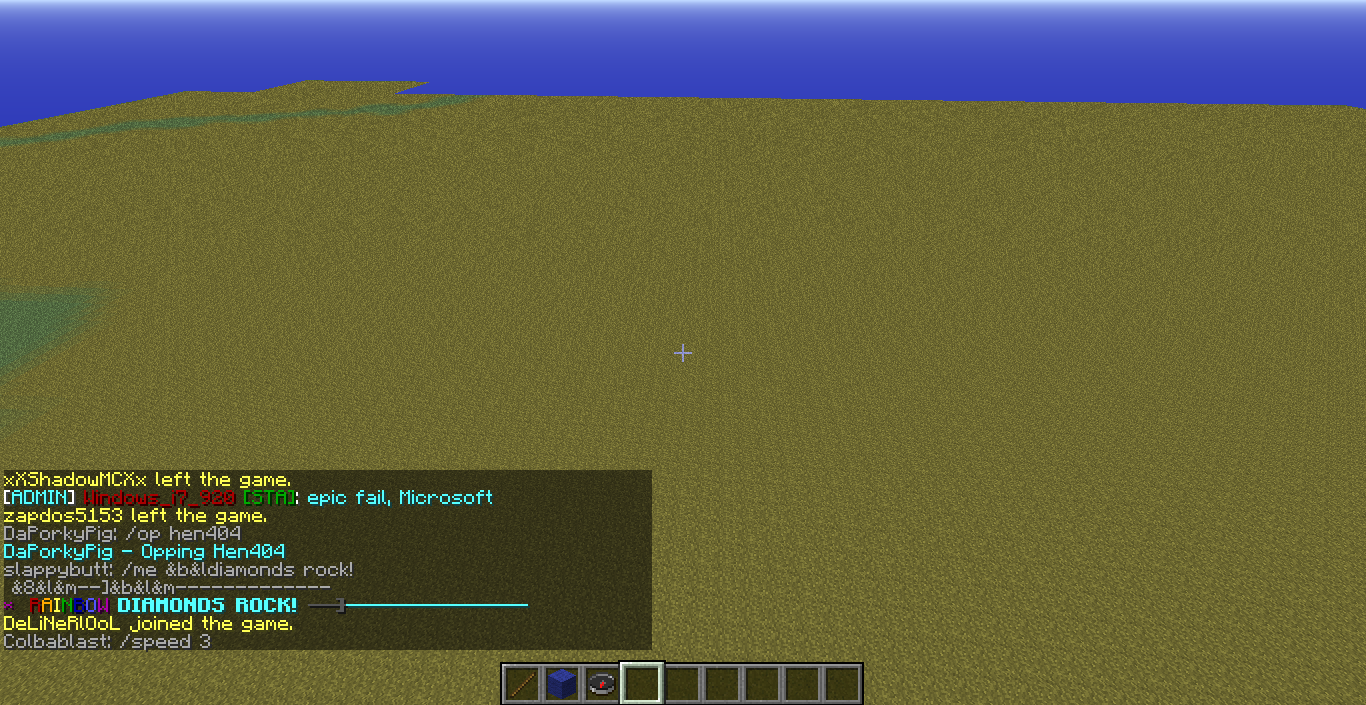 xXShadowMCXx left the game.
[ADMIN] Windows_i7_920 [STA]: epic fail, Microsoft
zapdos5153 left the game.
DaPorkyPig: /op hen404
DaPorkyPig - Opping Hen404
slappybutt: /me &b&ldiamonds rock!
&8&l&m--]&b&l&m-------------
* RAINBOW DIAMONDS ROCK! --]-------------
DeLiNeRlOoL joined the game.
Colbablast: /speed 3